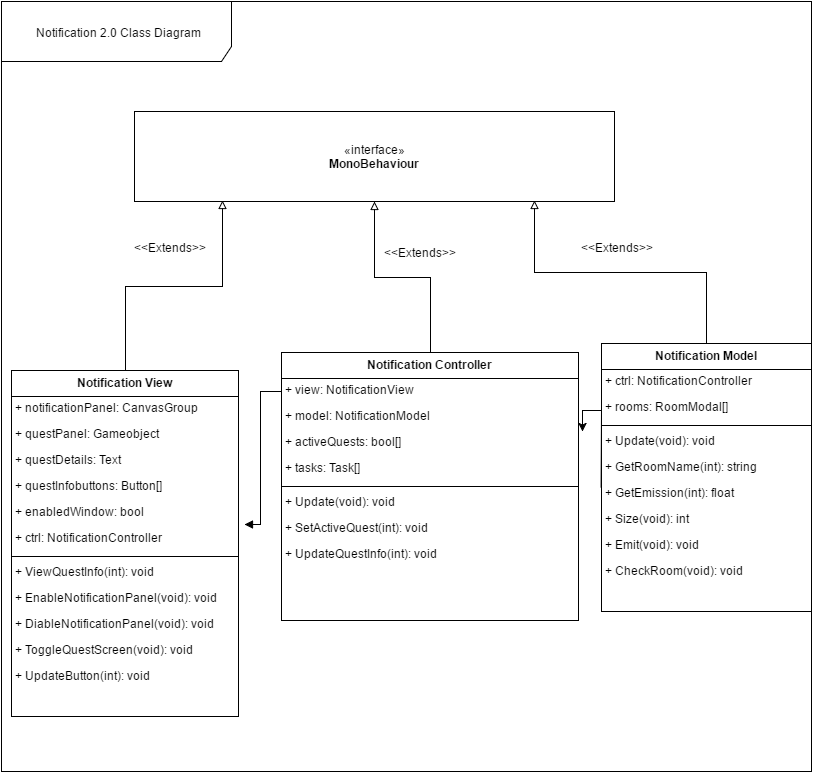 Notification 2.0 Class Diagram
«interface»
MonoBehaviour
<<Extends>>
<<Extends>>
<<Extends>>
Notification View
+ notificationPanel: CanvasGroup
+ questPanel: Gameobject
+ questDetails: Text
+ questInfobuttons: Button[]
+ enabledWindow: bool
+ ctrl: NotificationController
+ ViewQuestInfo(int): void
+ EnableNotificationPanel(void): void
+ DiableNotificationPanel(void): void
+ ToggleQuestScreen(void): void
+ UpdateButton(int): void
Notification Controller
+ view: NotificationView
+ model: NotificationModel
+ activeQuests: bool[]
+ tasks: Task[]
+ Update(void): void
+ SetActiveQuest(int): void
+ UpdateQuestInfo(int): void
Notification Model
+ ctrl: NotificationController
+ rooms: RoomModal[]
+ Update(void): void
+ GetRoomName(int): string
+ GetEmission(int): float
+ Size(void): int
+ Emit(void): void
+ CheckRoom(void): void